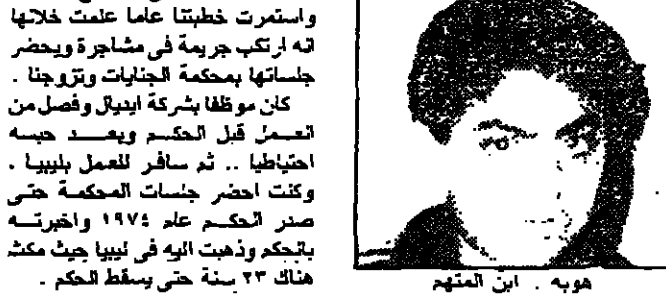 واستمرت خطبتنا عاما علمت خلالها
انه ارتكب جريمة فى مشاجرة ويحضر
جلساتها بمحكمة الجنايات وتزوجنا .
كان موظفا بشركة ايديال وفصل من
العمل قبل الحكم وبعد حبسه
احتياطيا .. ثم سافر للعمل بليبيا .
وكنت احضر جلسات المحكمة حتى
صدر الحكم عام ١٩٧٤ واخبرته
بالحكم وذهبت اليه فى ليبيا حيث مكث
هناك ٢٣ سنة حتى يسقط الحكم .
هوبه . ابن المتهم